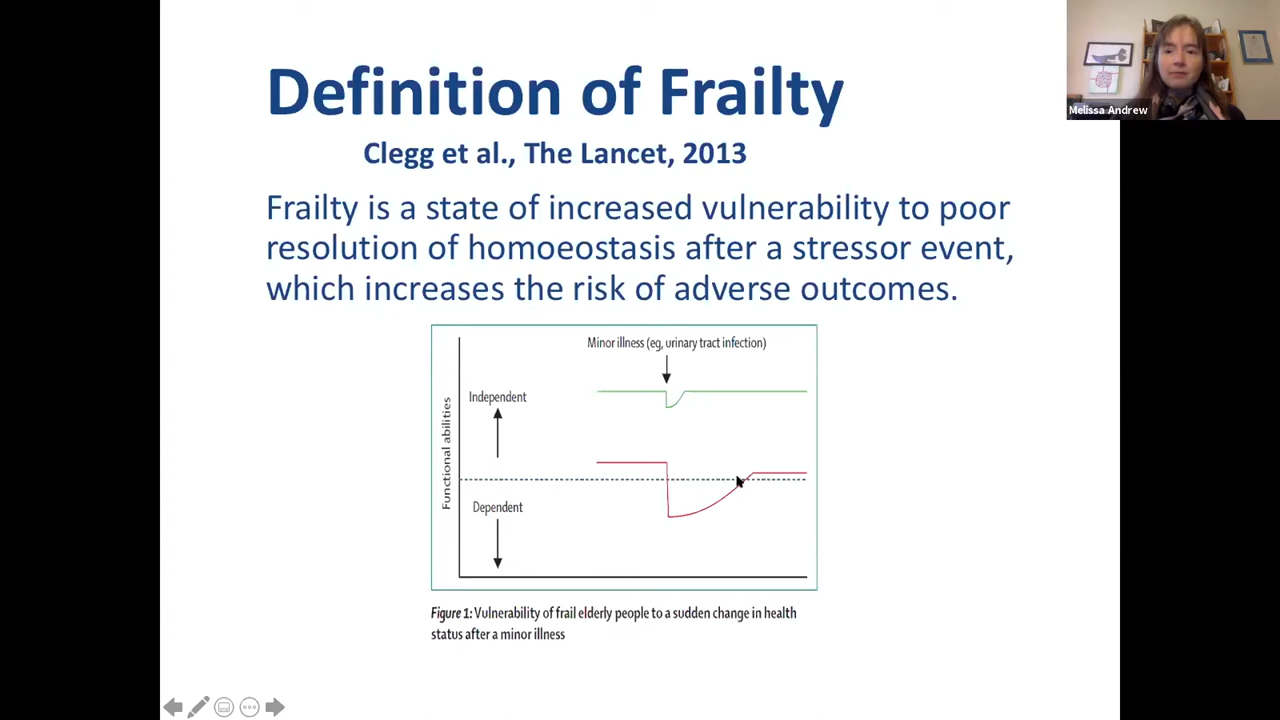 Definition of Frailty
Clegg et al., The Lancet, 2013
Frailty is a state of increased vulnerability to poor
resolution of homoeostasis after a stressor event,
which increases the risk of adverse outcomes.
Minor illness (eg, urinary tract infection)
Independent
Functional abilities
Dependent
Figure 1: Vulnerability of frail elderly people to a sudden change in health
status after a minor illness
Melissa Andrew